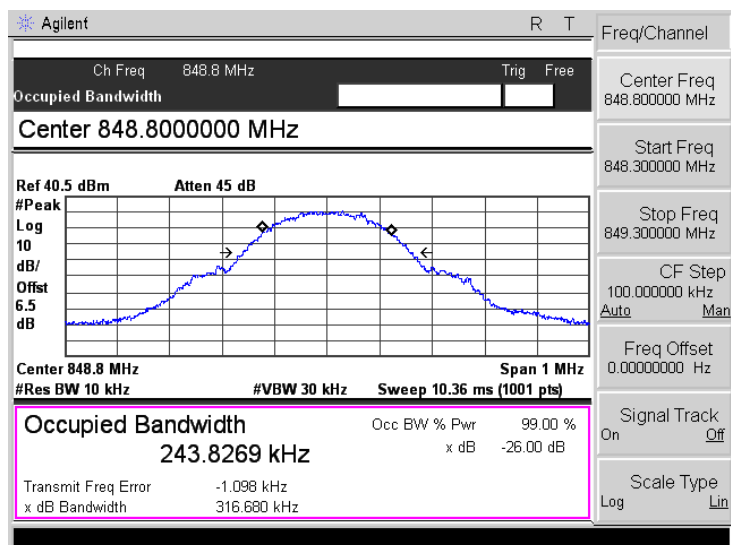 Agilent R T
Ch Freq 848.8 MHz Trig Free
Occupied Bandwidth
Center 848.8000000 MHz
Ref 40.5 dBm Atten 45 dB
#Peak
Log
10
dB/
Offst
6.5
dB
Center 848.8 MHz Span 1 MHz
#Res BW 10 kHz #VBW 30 kHz Sweep 10.36 ms (1001 pts)
Occupied Bandwidth Occ BW % Pwr 99.00 %
243.8269 kHz x dB -26.00 dB
Transmit Freq Error -1.098 kHz
x dB Bandwidth 316.680 kHz
Freq/Channel
Center Freq
848.800000 MHz
Start Freq
848.300000 MHz
Stop Freq
849.300000 MHz
CF Step
100.000000 kHz
Auto Man
Freq Offset
0.00000000 Hz
Signal Track
On Off
Scale Type
Log Lin